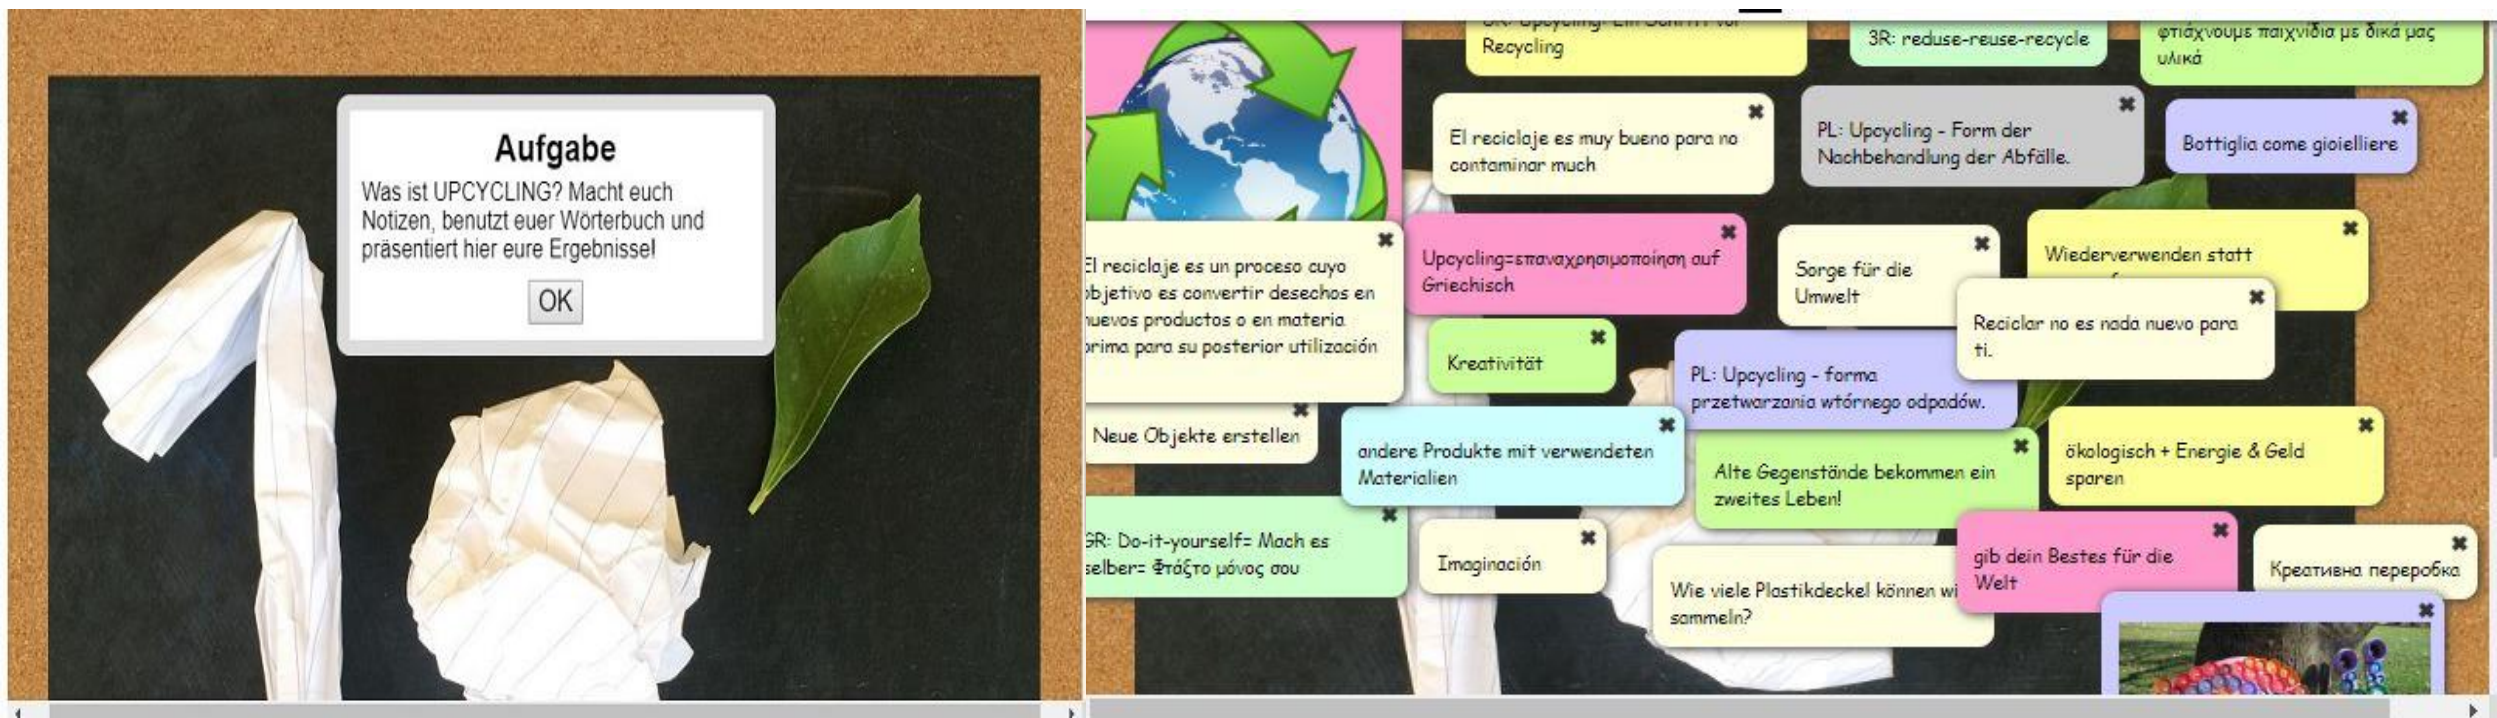 Aufgabe
Was ist UPCYCLING? Macht euch
Notizen, benutzt euer Wörterbuch und
präsentiert hier eure Ergebnisse!
OK
Recycling
3R: reduse-reuse-recycle
φτιάχνουμε παιχνίδια με δικά μας
υλικά
El reciclaje es muy bueno para no
contaminar much
PL: Upcycling - Form der
Nachbehandlung der Abfälle.
Bottiglia come gioielliere
El reciclaje es un proceso cuyo
objetivo es convertir desechos en
nuevos productos o en materia
prima para su posterior utilización
Upcycling=επαναχρησιμοποίηση auf
Griechisch
Sorge für die
Umwelt
Wiederverwenden statt
Reciclar no es nada nuevo para
ti.
Kreativität
PL: Upcycling - forma
przetwarzania wtórnego odpadów.
Neue Objekte erstellen
andere Produkte mit verwendeten
Materialien
Alte Gegenstände bekommen ein
zweites Leben!
ökologisch + Energie & Geld
sparen
GR: Do-it-yourself= Mach es
selber= Φτάξτο μόνος σου
Imaginación
Wie viele Plastikdeckel können
sammeln?
gib dein Bestes für die
Welt
Креативна переробка